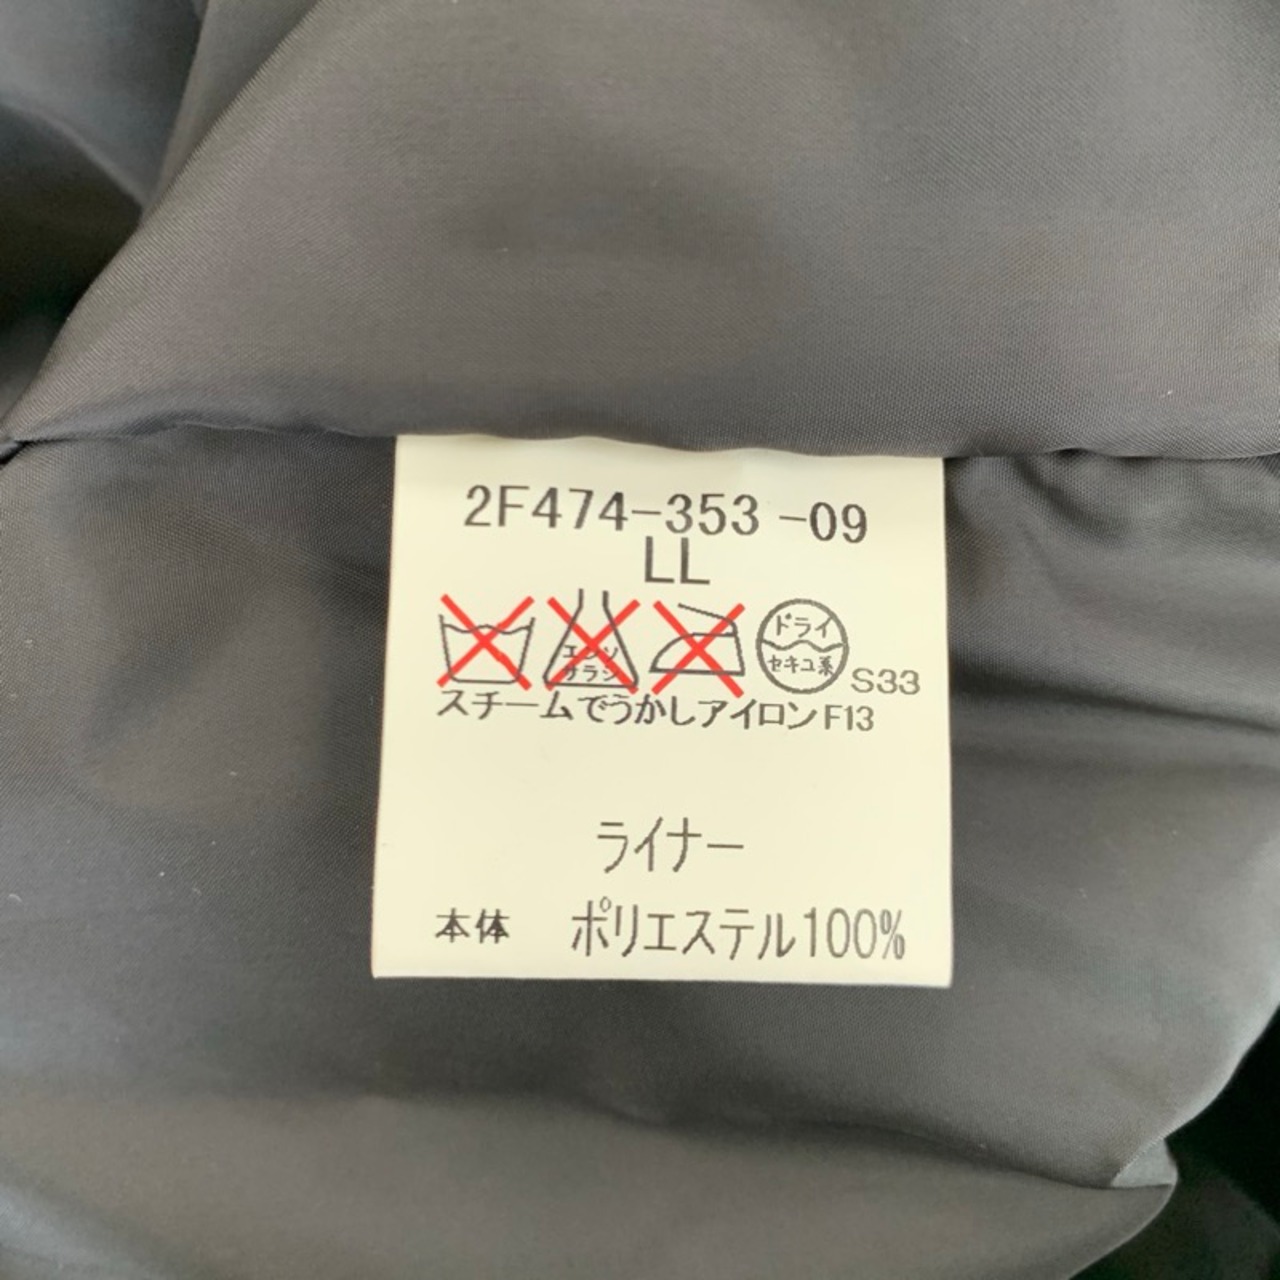 2F474-353 -09
LL
エンソ
サラシ
ドライ
セキユ系
S33
スチームでうかしアイロンF13
ライナー
本体 ポリエステル100%